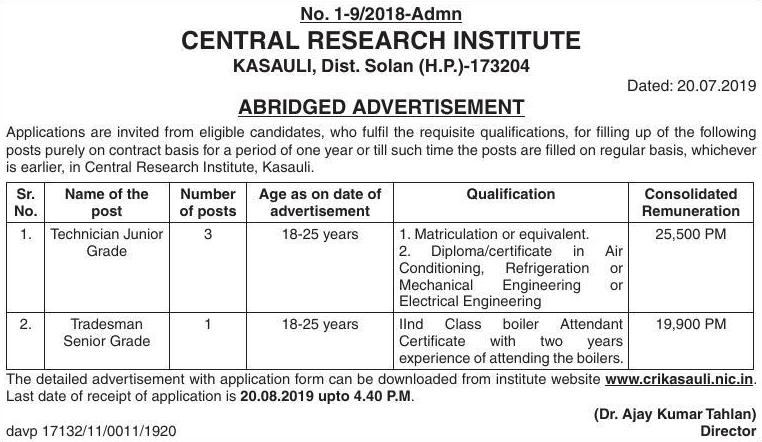 No. 1-9/2018-Admn
CENTRAL RESEARCH INSTITUTE
KASAULI, Dist. Solan (H.P.)-173204
Dated: 20.07.2019
ABRIDGED ADVERTISEMENT
Applications are invited from eligible candidates, who fulfil the requisite qualifications, for filling up of the following
posts purely on contract basis for a period of one year or till such time the posts are filled on regular basis, whichever
is earlier, in Central Research Institute, Kasauli.
Sr. No. | Name of the post | Number of posts | Age as on date of advertisement | Qualification | Consolidated Remuneration
1. | Technician Junior Grade | 3 | 18-25 years | 1. Matriculation or equivalent. | 25,500 PM
2. Diploma/certificate in Air
Conditioning, Refrigeration or
Mechanical Engineering or
Electrical Engineering
2. | Tradesman Senior Grade | 1 | 18-25 years | IInd Class boiler Attendant | 19,900 PM
Certificate with two years
experience of attending the boilers.
The detailed advertisement with application form can be downloaded from institute website www.crikasauli.nic.in.
Last date of receipt of application is 20.08.2019 upto 4.40 P.M.
(Dr. Ajay Kumar Tahlan)
davp 17132/11/0011/1920 Director